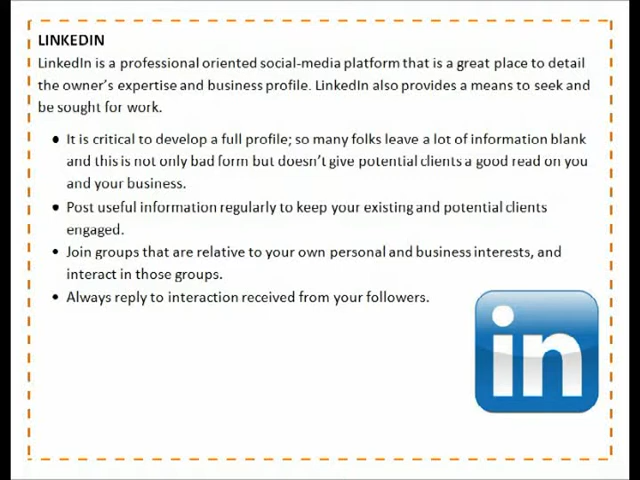 LINKEDIN
LinkedIn is a professional oriented social-media platform that is a great place to detail
the owner's expertise and business profile. LinkedIn also provides a means to seek and
be sought for work.
• It is critical to develop a full profile; so many folks leave a lot of information blank
and this is not only bad form but doesn't give potential clients a good read on you
and your business.
• Post useful information regularly to keep your existing and potential clients
engaged.
• Join groups that are relative to your own personal and business interests, and
interact in those groups.
• Always reply to interaction received from your followers.
in